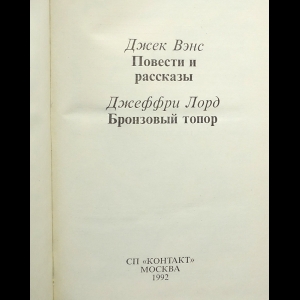 Джек Вэнс
Повести и
рассказы
Джеффри Лорд
Бронзовый топор
СП «КОНТАКТ»
МОСКВА
1992